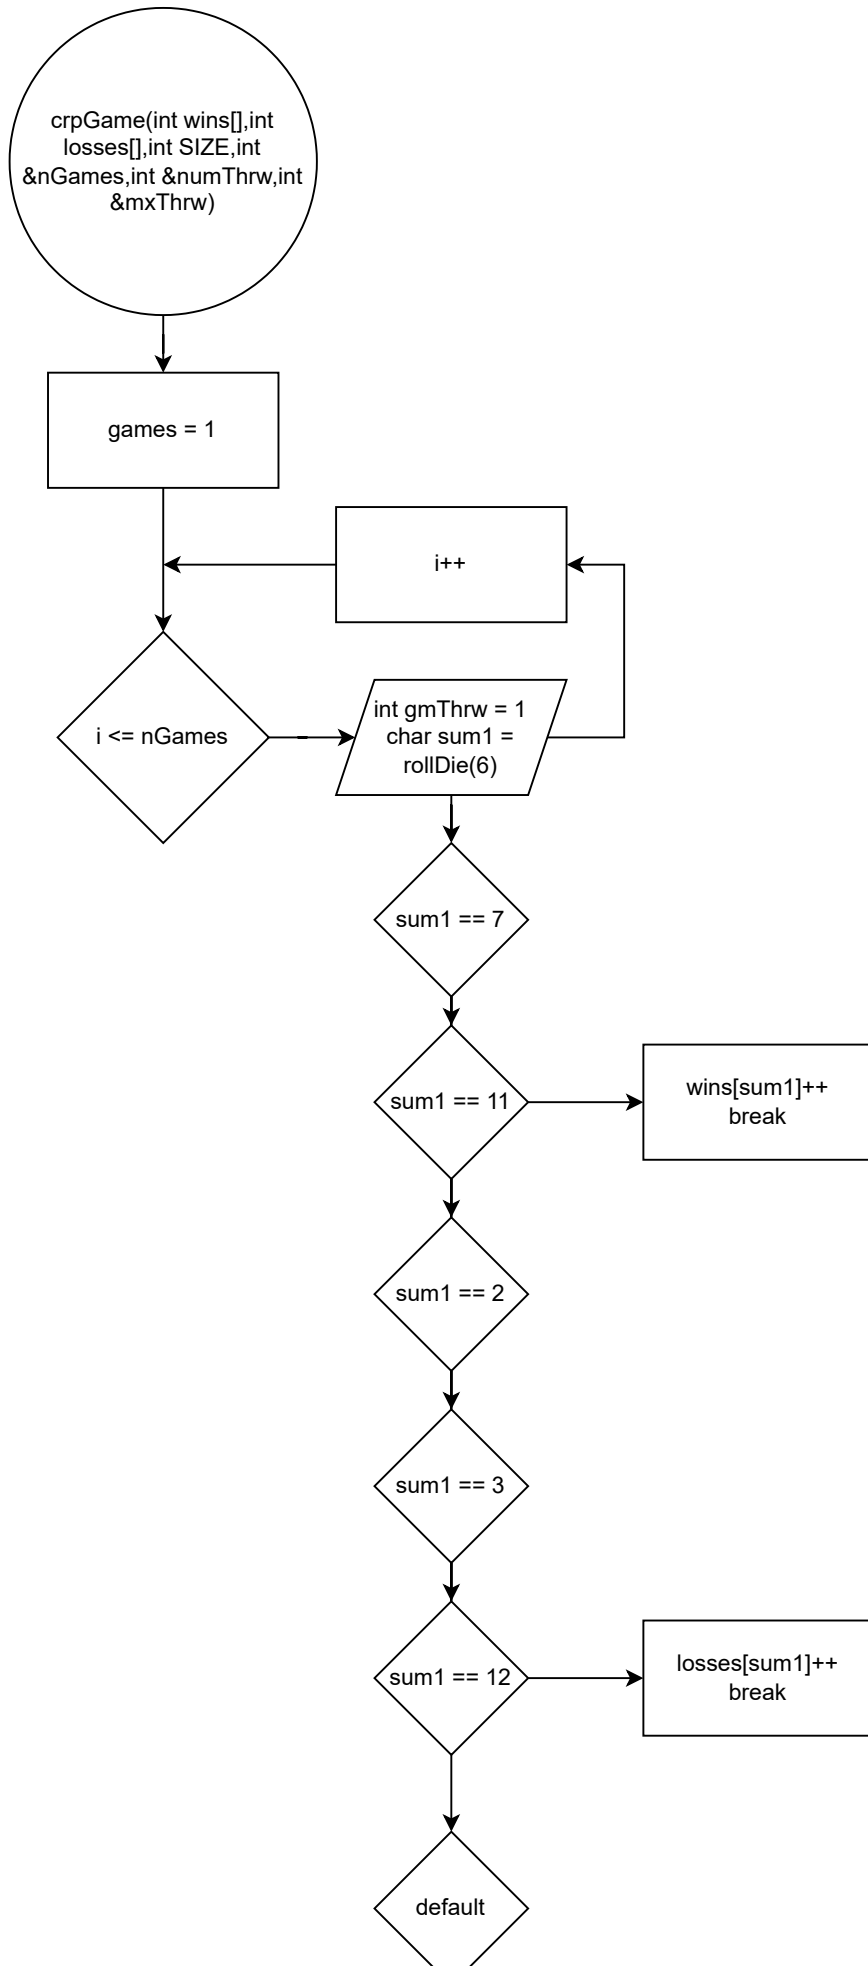 crpGame(int wins[],int
losses[],int SIZE,int
&nGames,int &numThrw,int
&mxThrw)
games = 1
i++
i <= nGames
int gmThrw = 1
char sum1 =
rollDie(6)
sum1 == 7
sum1 == 11
wins[sum1]++
break
sum1 == 2
sum1 == 3
sum1 == 12
losses[sum1]++
break
default